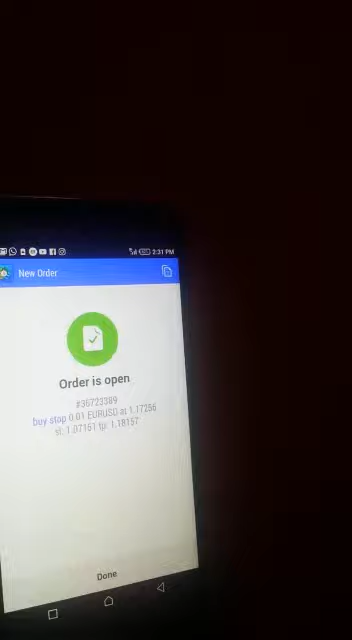 2:31 PM
New Order
Order is open
#36723389
buy stop 0.01 EURUSD at 1.17256
sl: 1.07151 tp: 1.18157
Done